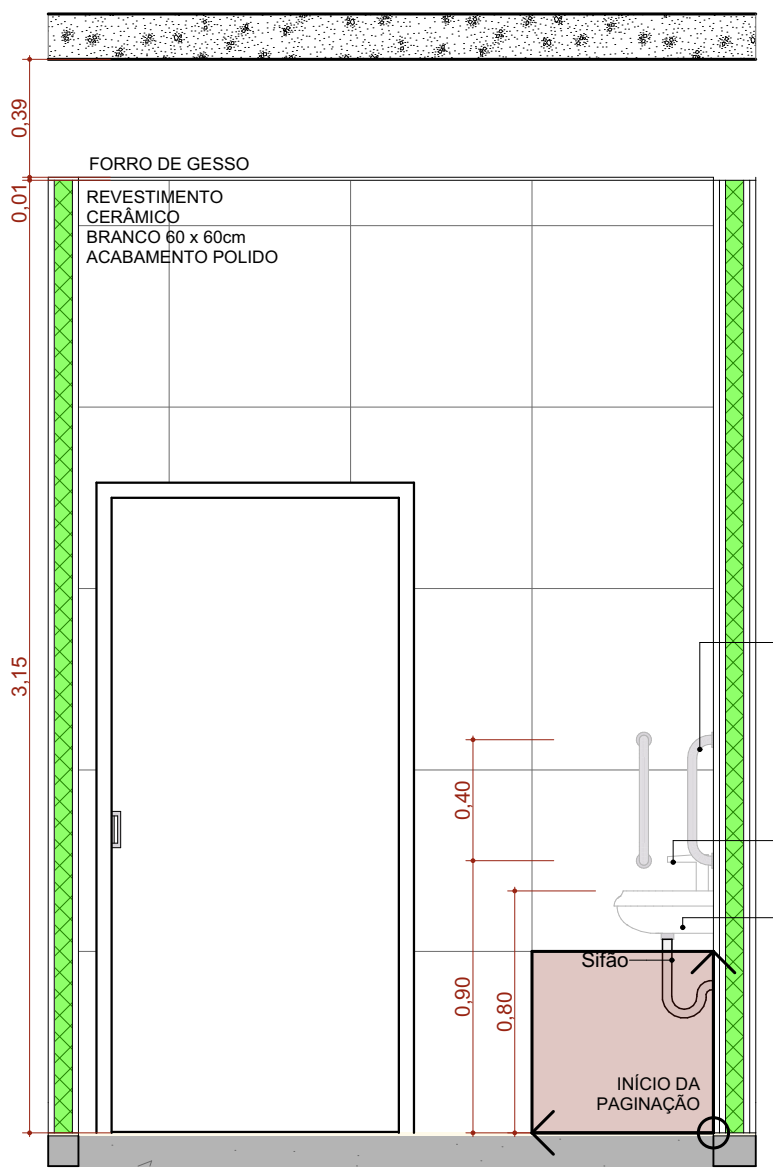 0,39
FORRO DE GESSO
0,01
REVESTIMENTO
CERÂMICO
BRANCO 60 x 60cm
ACABAMENTO POLIDO
3,15
0,40
Sifão
0,90
0,80
INÍCIO DA
PAGINAÇÃO